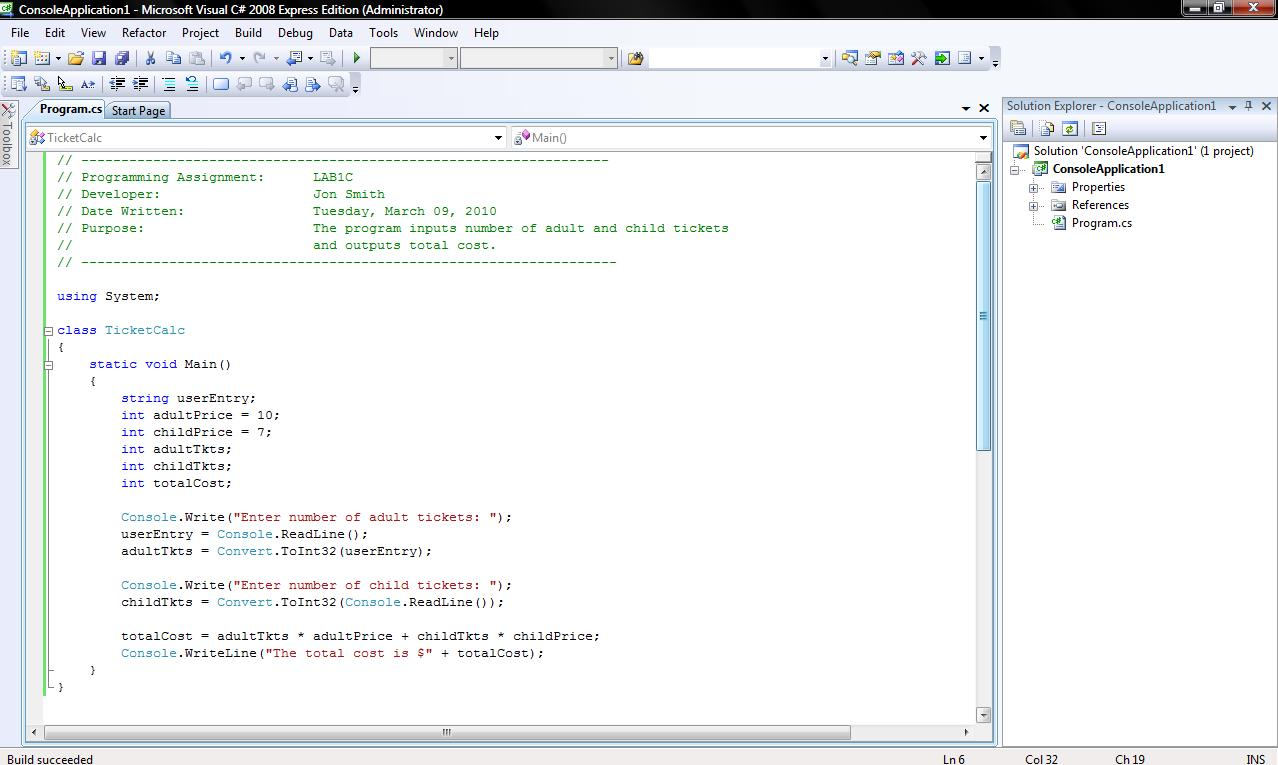 ConsoleApplication1 - Microsoft Visual C# 2008 Express Edition (Administrator)
File Edit View Refactor Project Build Debug Data Tools Window Help
Toolbox
Program.cs Start Page
TicketCalc Main()
// ------------------------------------------------------------------
// Programming Assignment: LAB1C
// Developer: Jon Smith
// Date Written: Tuesday, March 09, 2010
// Purpose: The program inputs number of adult and child tickets
// and outputs total cost.
// -------------------------------------------------------------------
using System;
class TicketCalc
{
static void Main()
{
string userEntry;
int adultPrice = 10;
int childPrice = 7;
int adultTkts;
int childTkts;
int totalCost;
Console.Write("Enter number of adult tickets: ");
userEntry = Console.ReadLine();
adultTkts = Convert.ToInt32(userEntry);
Console.Write("Enter number of child tickets: ");
childTkts = Convert.ToInt32(Console.ReadLine());
totalCost = adultTkts * adultPrice + childTkts * childPrice;
Console.WriteLine("The total cost is $" + totalCost);
}
}
Solution Explorer - ConsoleApplication1
Solution 'ConsoleApplication1' (1 project)
ConsoleApplication1
Properties
References
Program.cs
Build succeeded Ln 6 Col 32 Ch 19 INS